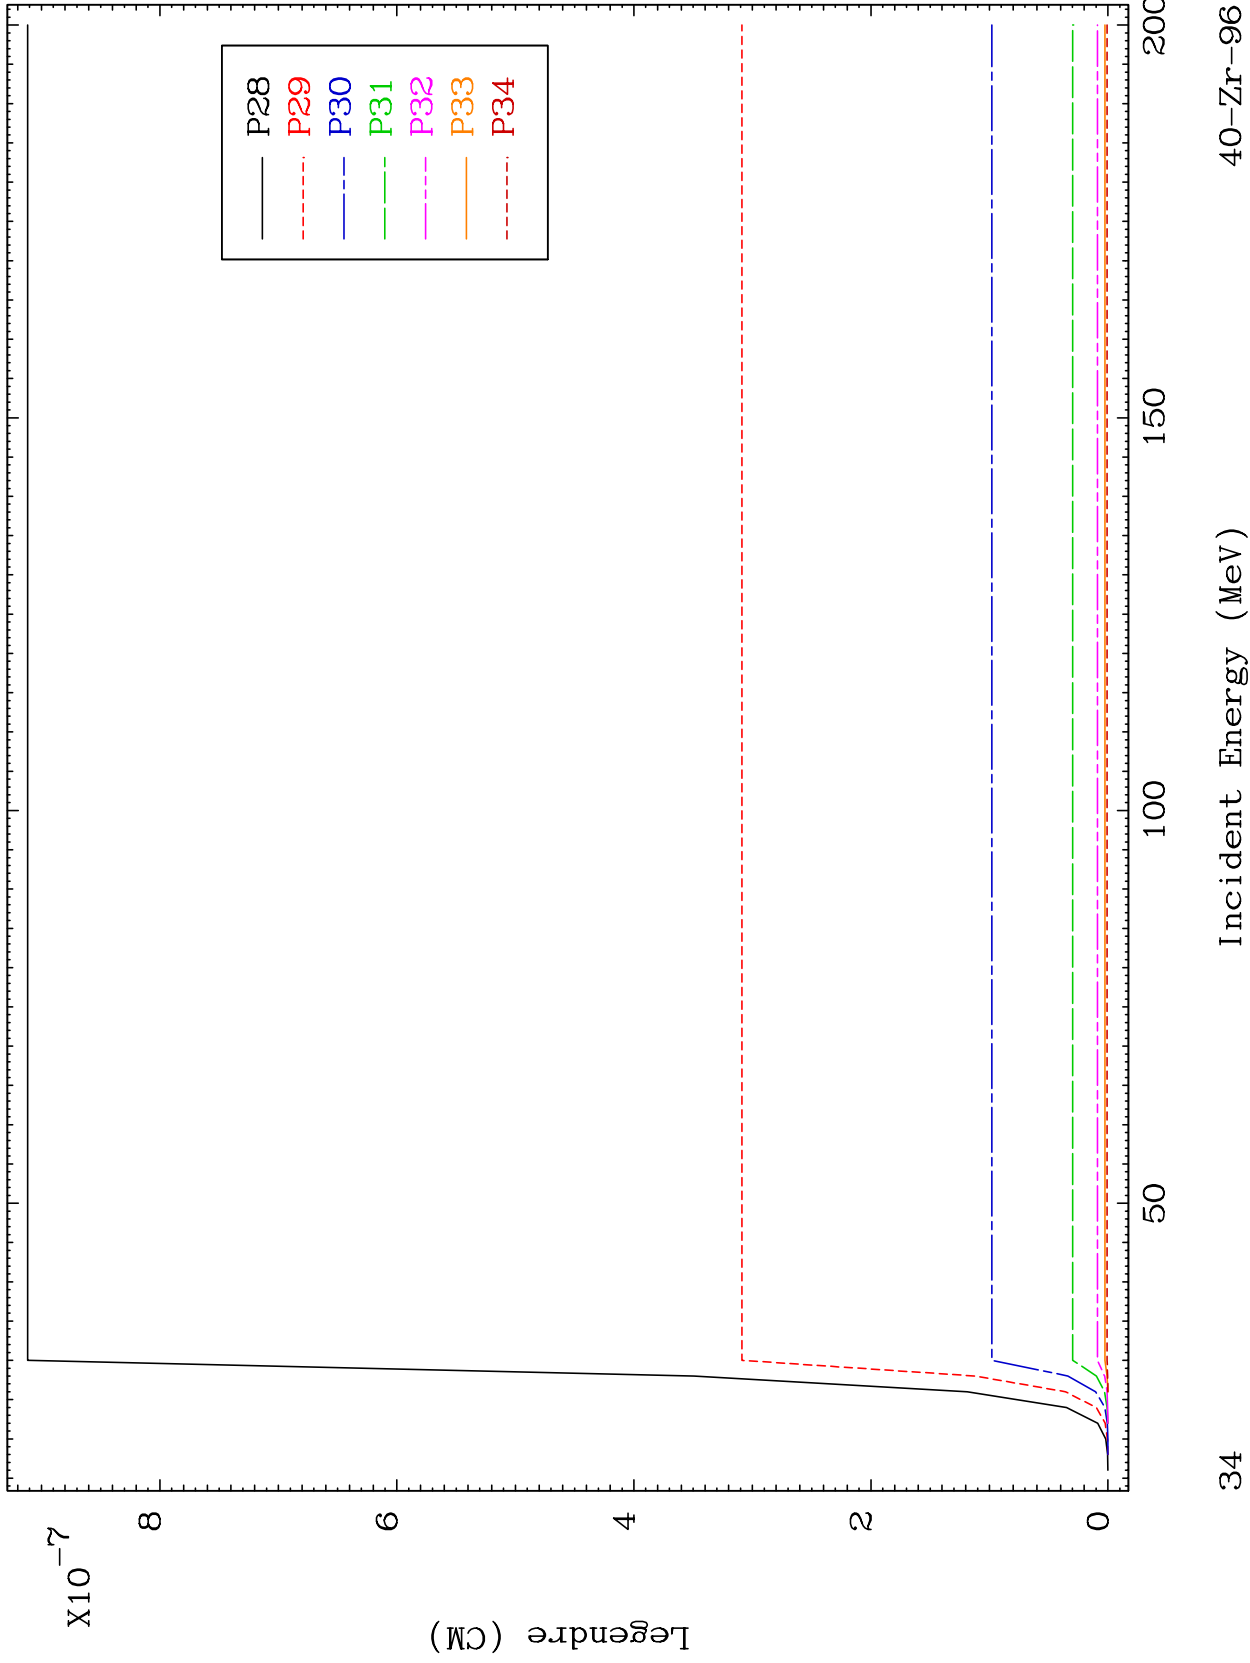 X10-7
8
6
4
2
0
Legendre (CM)
P28
P29
P30
P31
P32
P33
P34
50
100
150
200
34
Incident Energy (MeV)
40-Zr-96